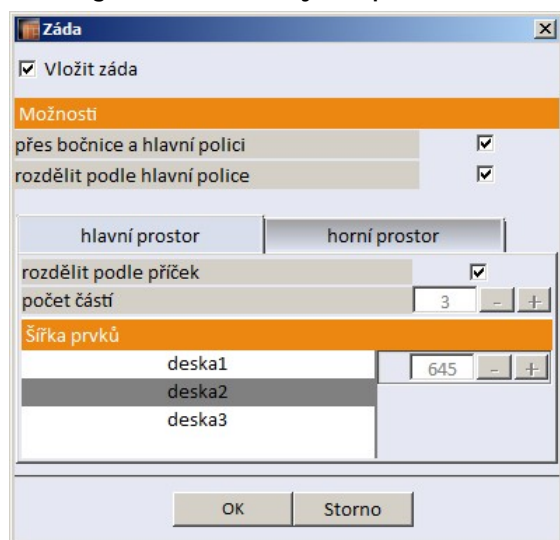 Záda
Vložit záda
Možnosti
přes bočnice a hlavní polici
rozdělit podle hlavní police
hlavní prostor horní prostor
rozdělit podle příček
počet částí 3 - +
Šířka prvků
deska1 645 - +
deska2
deska3
OK Storno